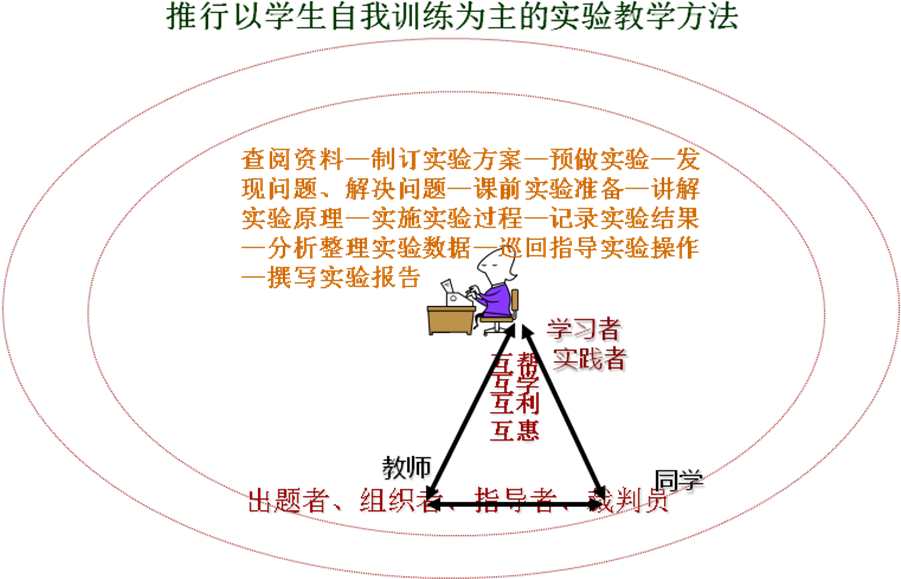 推行以学生自我训练为主的实验教学方法
查阅资料—制订实验方案—预做实验—发
现问题、解决问题—课前实验准备—讲解
实验原理—实施实验过程—记录实验结果
—分析整理实验数据—巡回指导实验操作
—撰写实验报告
学习者
实践者
互帮
互学
互利
互惠
教师
同学
出题者、组织者、指导者、裁判员